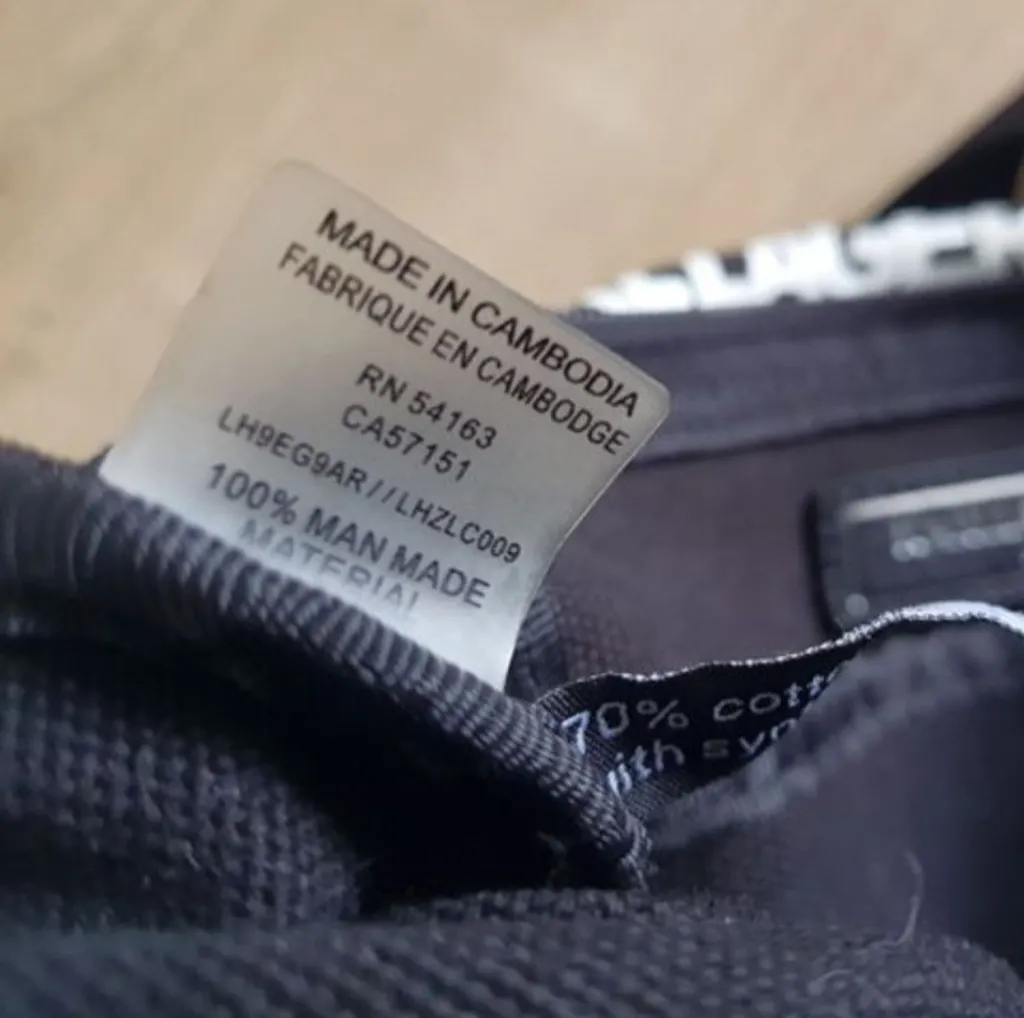 MADE IN CAMBODIA
FABRIQUE EN CAMBODGE
RN 54163
CA57151
LH9EG9AR//LHZLC009
100% MAN MADE
MATERIAL
70% cott
ith syn